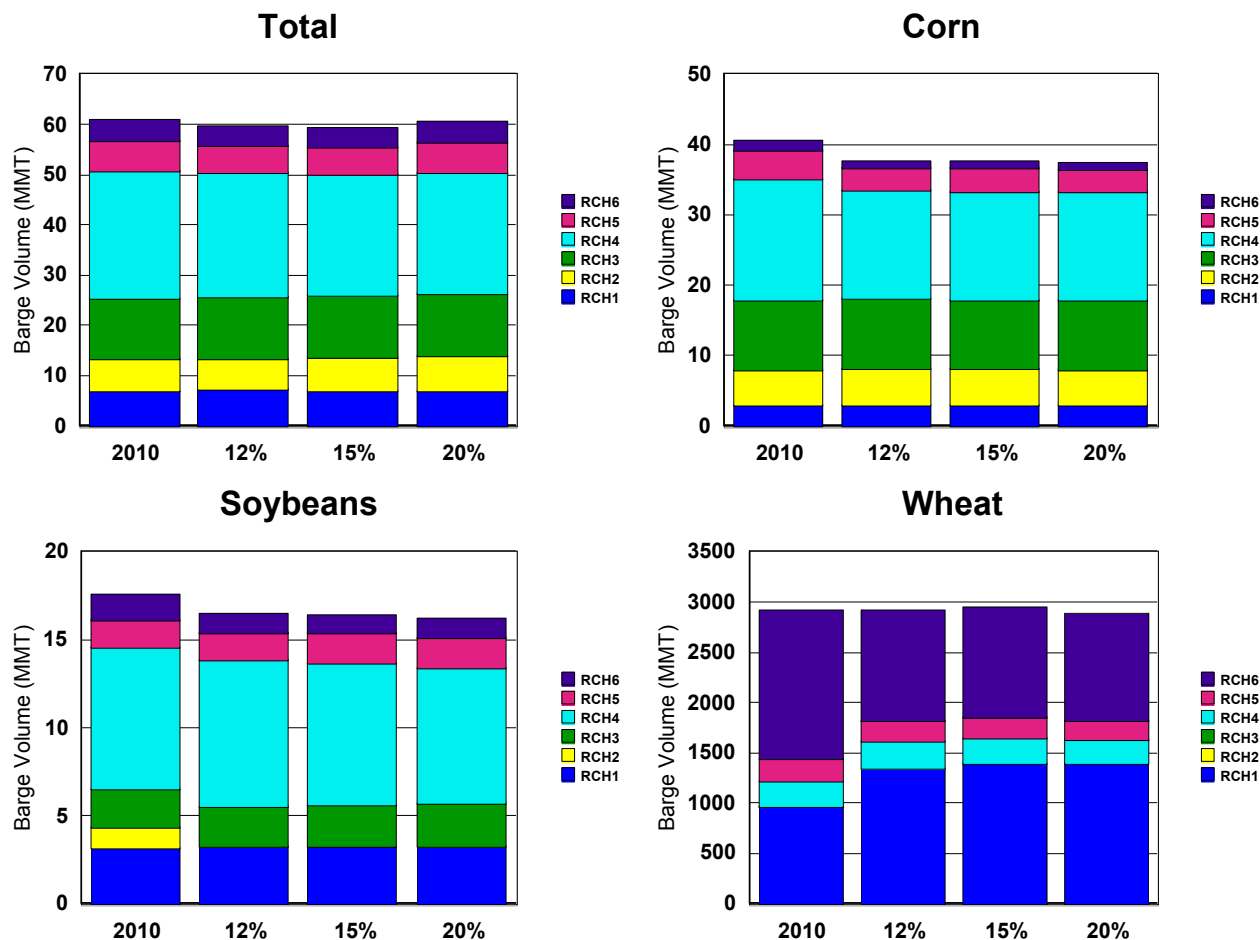 Total
Barge Volume (MMT)
70
60
50
40
30
20
10
0
2010 12% 15% 20%
RCH6
RCH5
RCH4
RCH3
RCH2
RCH1
Corn
Barge Volume (MMT)
50
40
30
20
10
0
2010 12% 15% 20%
RCH6
RCH5
RCH4
RCH3
RCH2
RCH1
Soybeans
Barge Volume (MMT)
20
15
10
5
0
2010 12% 15% 20%
RCH6
RCH5
RCH4
RCH3
RCH2
RCH1
Wheat
Barge Volume (MMT)
3500
3000
2500
2000
1500
1000
500
0
2010 12% 15% 20%
RCH6
RCH5
RCH4
RCH3
RCH2
RCH1